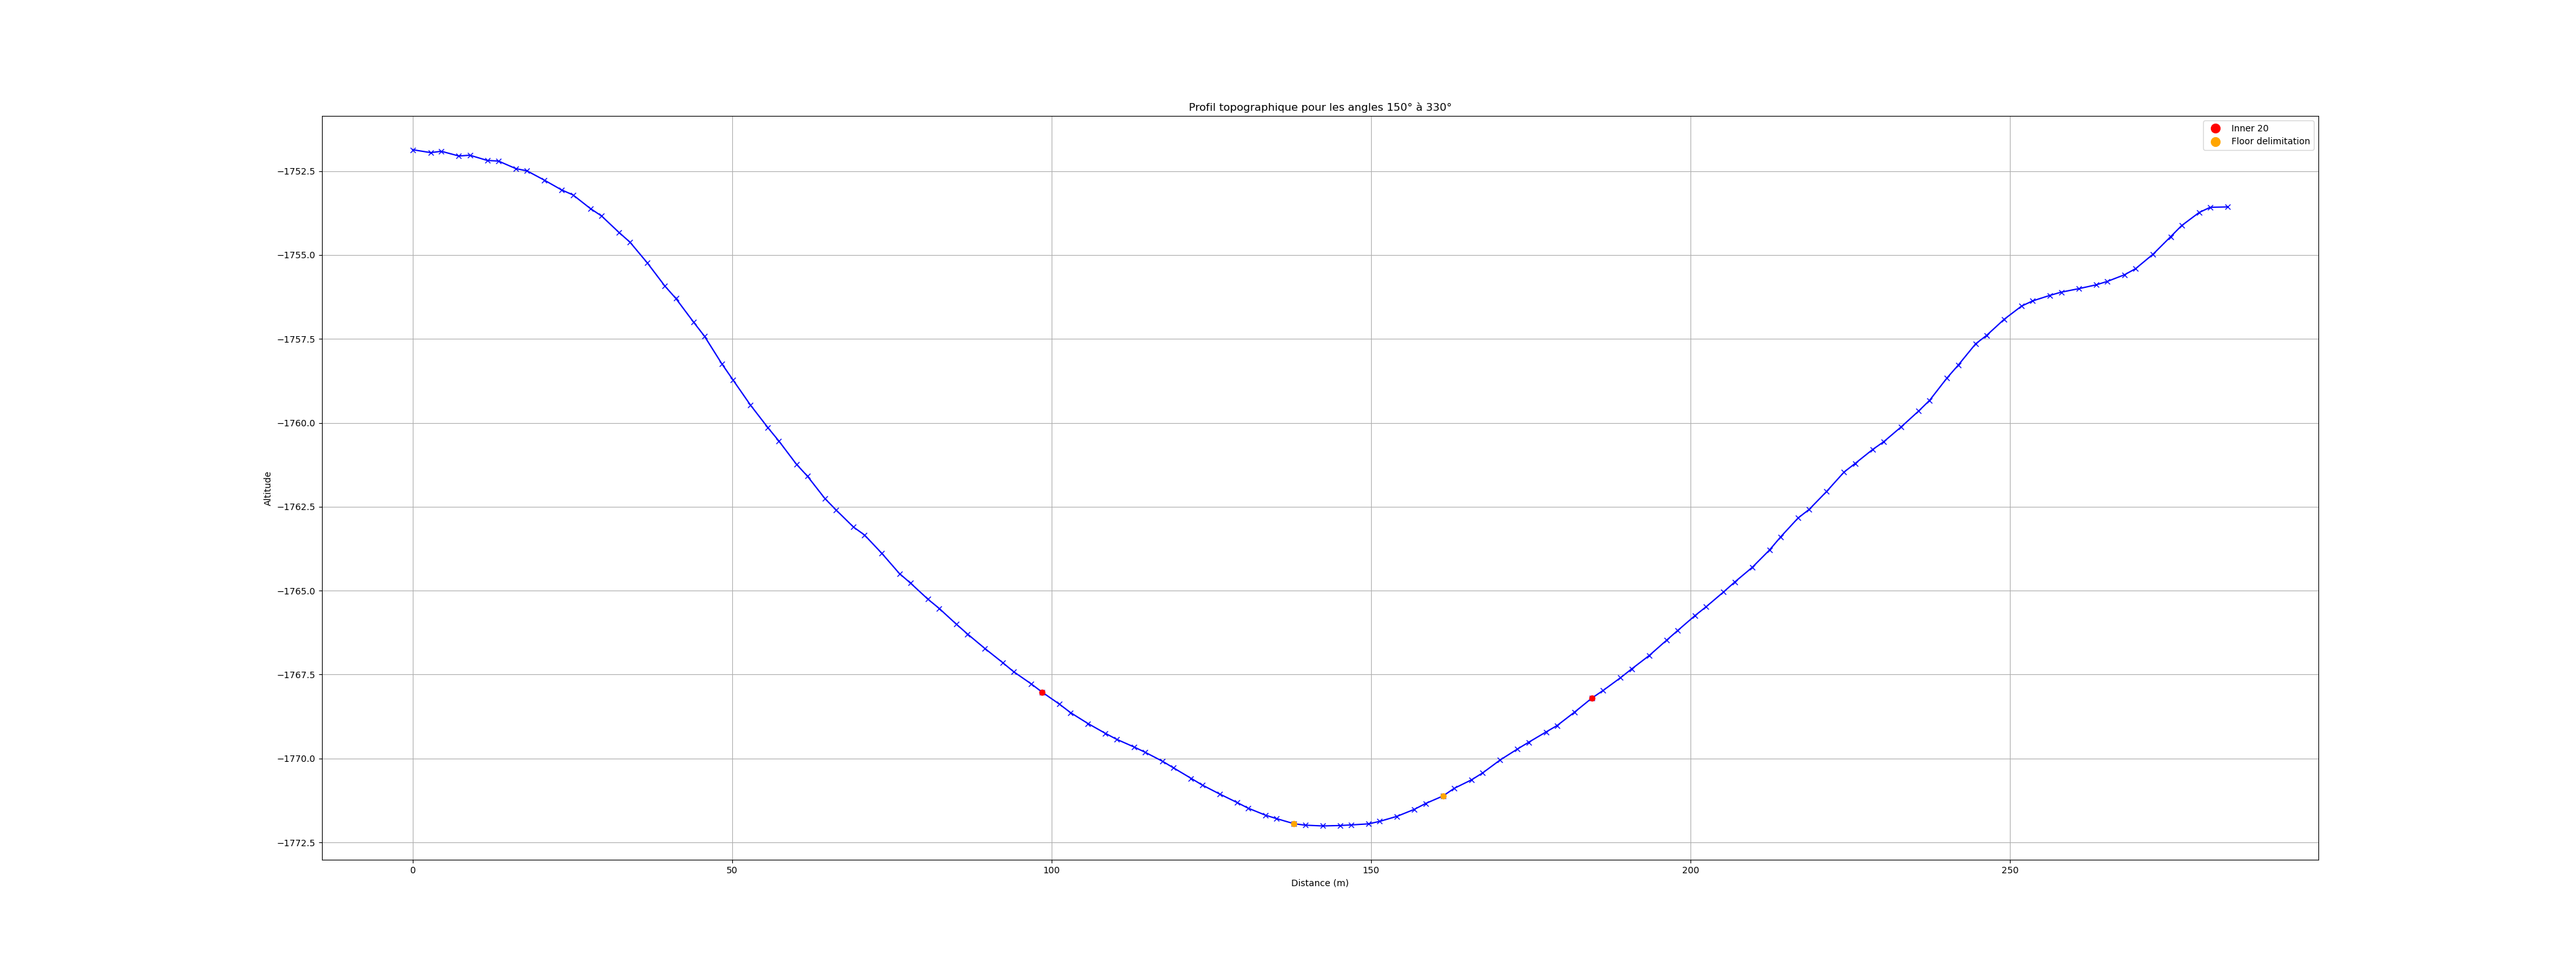 Profil topographique pour les angles 150° à 330°
Inner 20
Floor delimitation
Altitude
−1752.5
−1755.0
−1757.5
−1760.0
−1762.5
−1765.0
−1767.5
−1770.0
−1772.5
0 50 100 150 200 250
Distance (m)